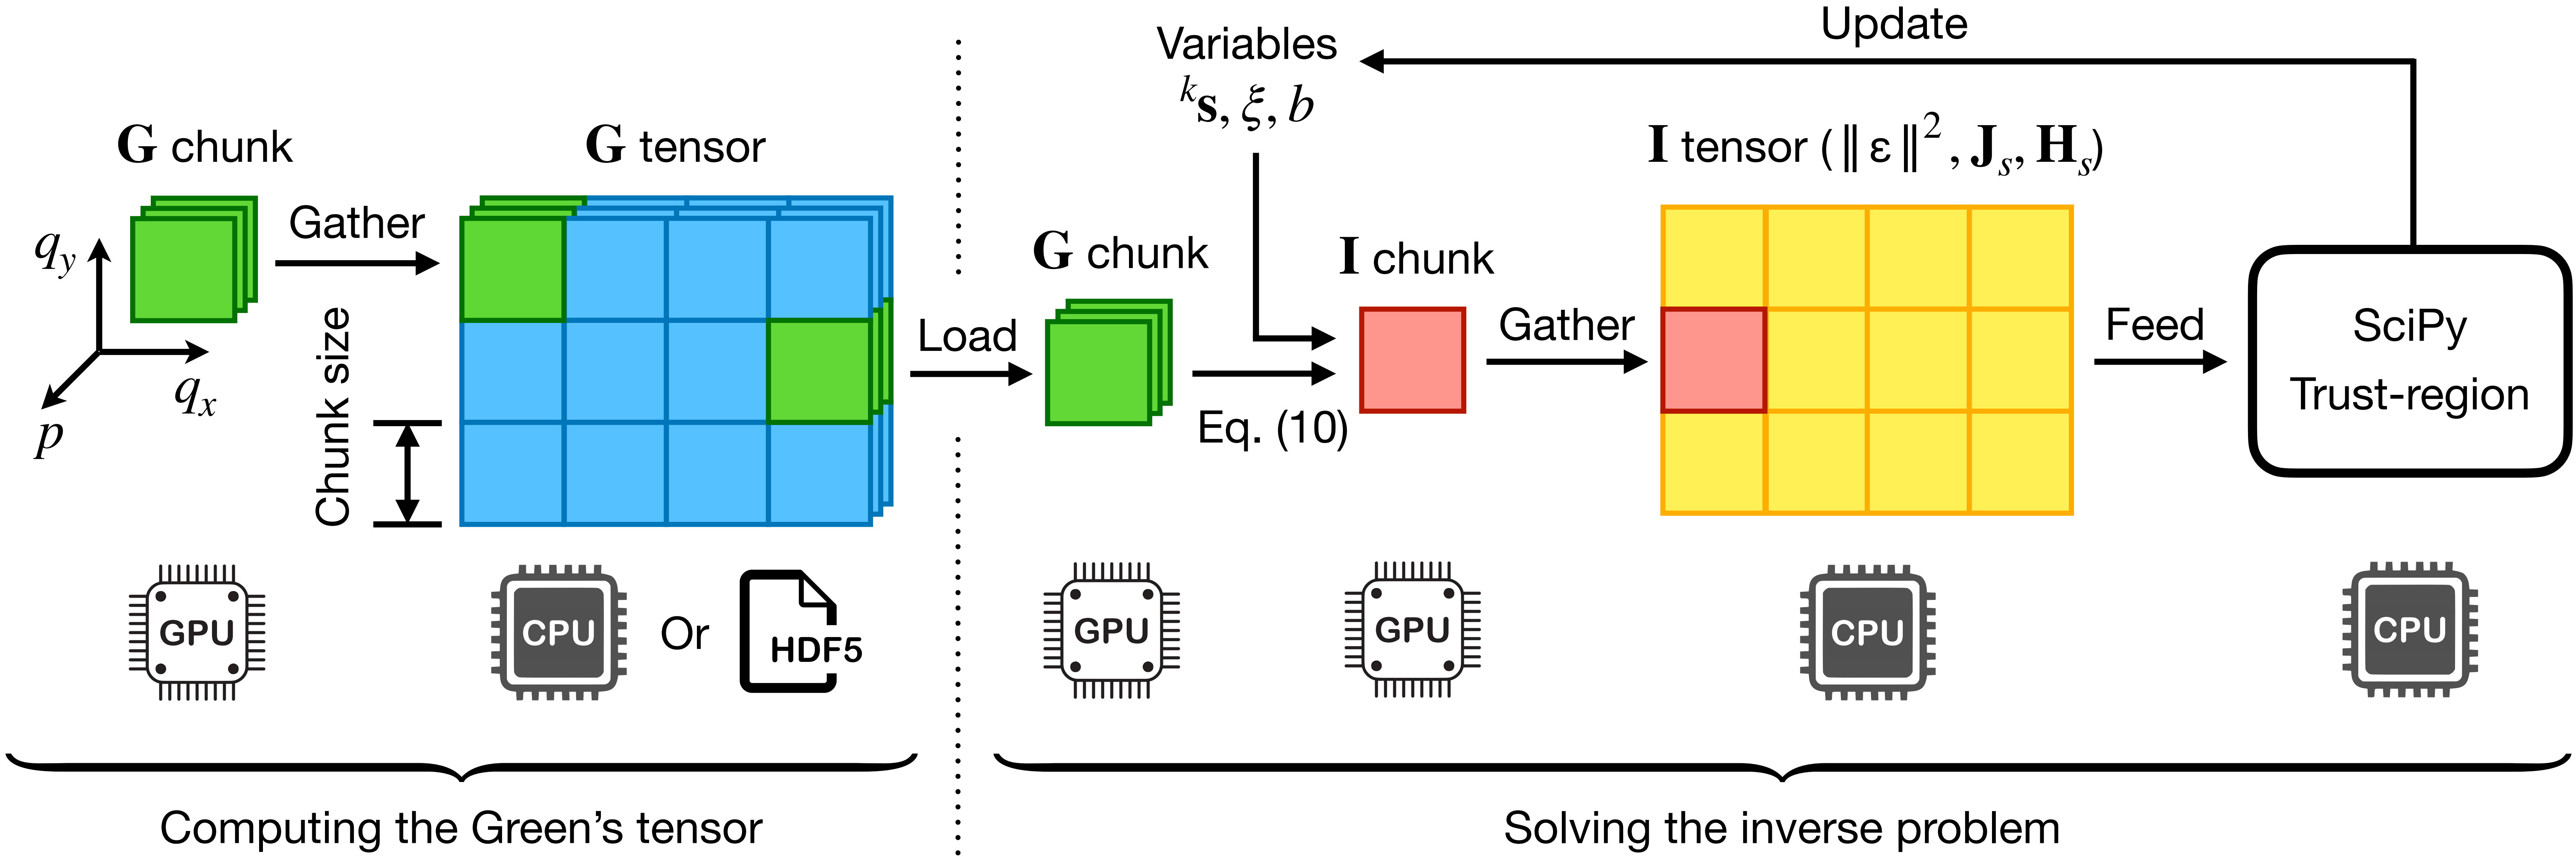 Update
Variables
ᵏs, ξ, b
G chunk
G tensor
I tensor (‖ε‖², Jₛ, Hₛ)
Gather
q_y
q_x
p
Chunk size
Load
G chunk
Eq. (10)
I chunk
Gather
Feed
SciPy
Trust-region
GPU
CPU
Or
HDF5
GPU
GPU
CPU
CPU
Computing the Green’s tensor
Solving the inverse problem